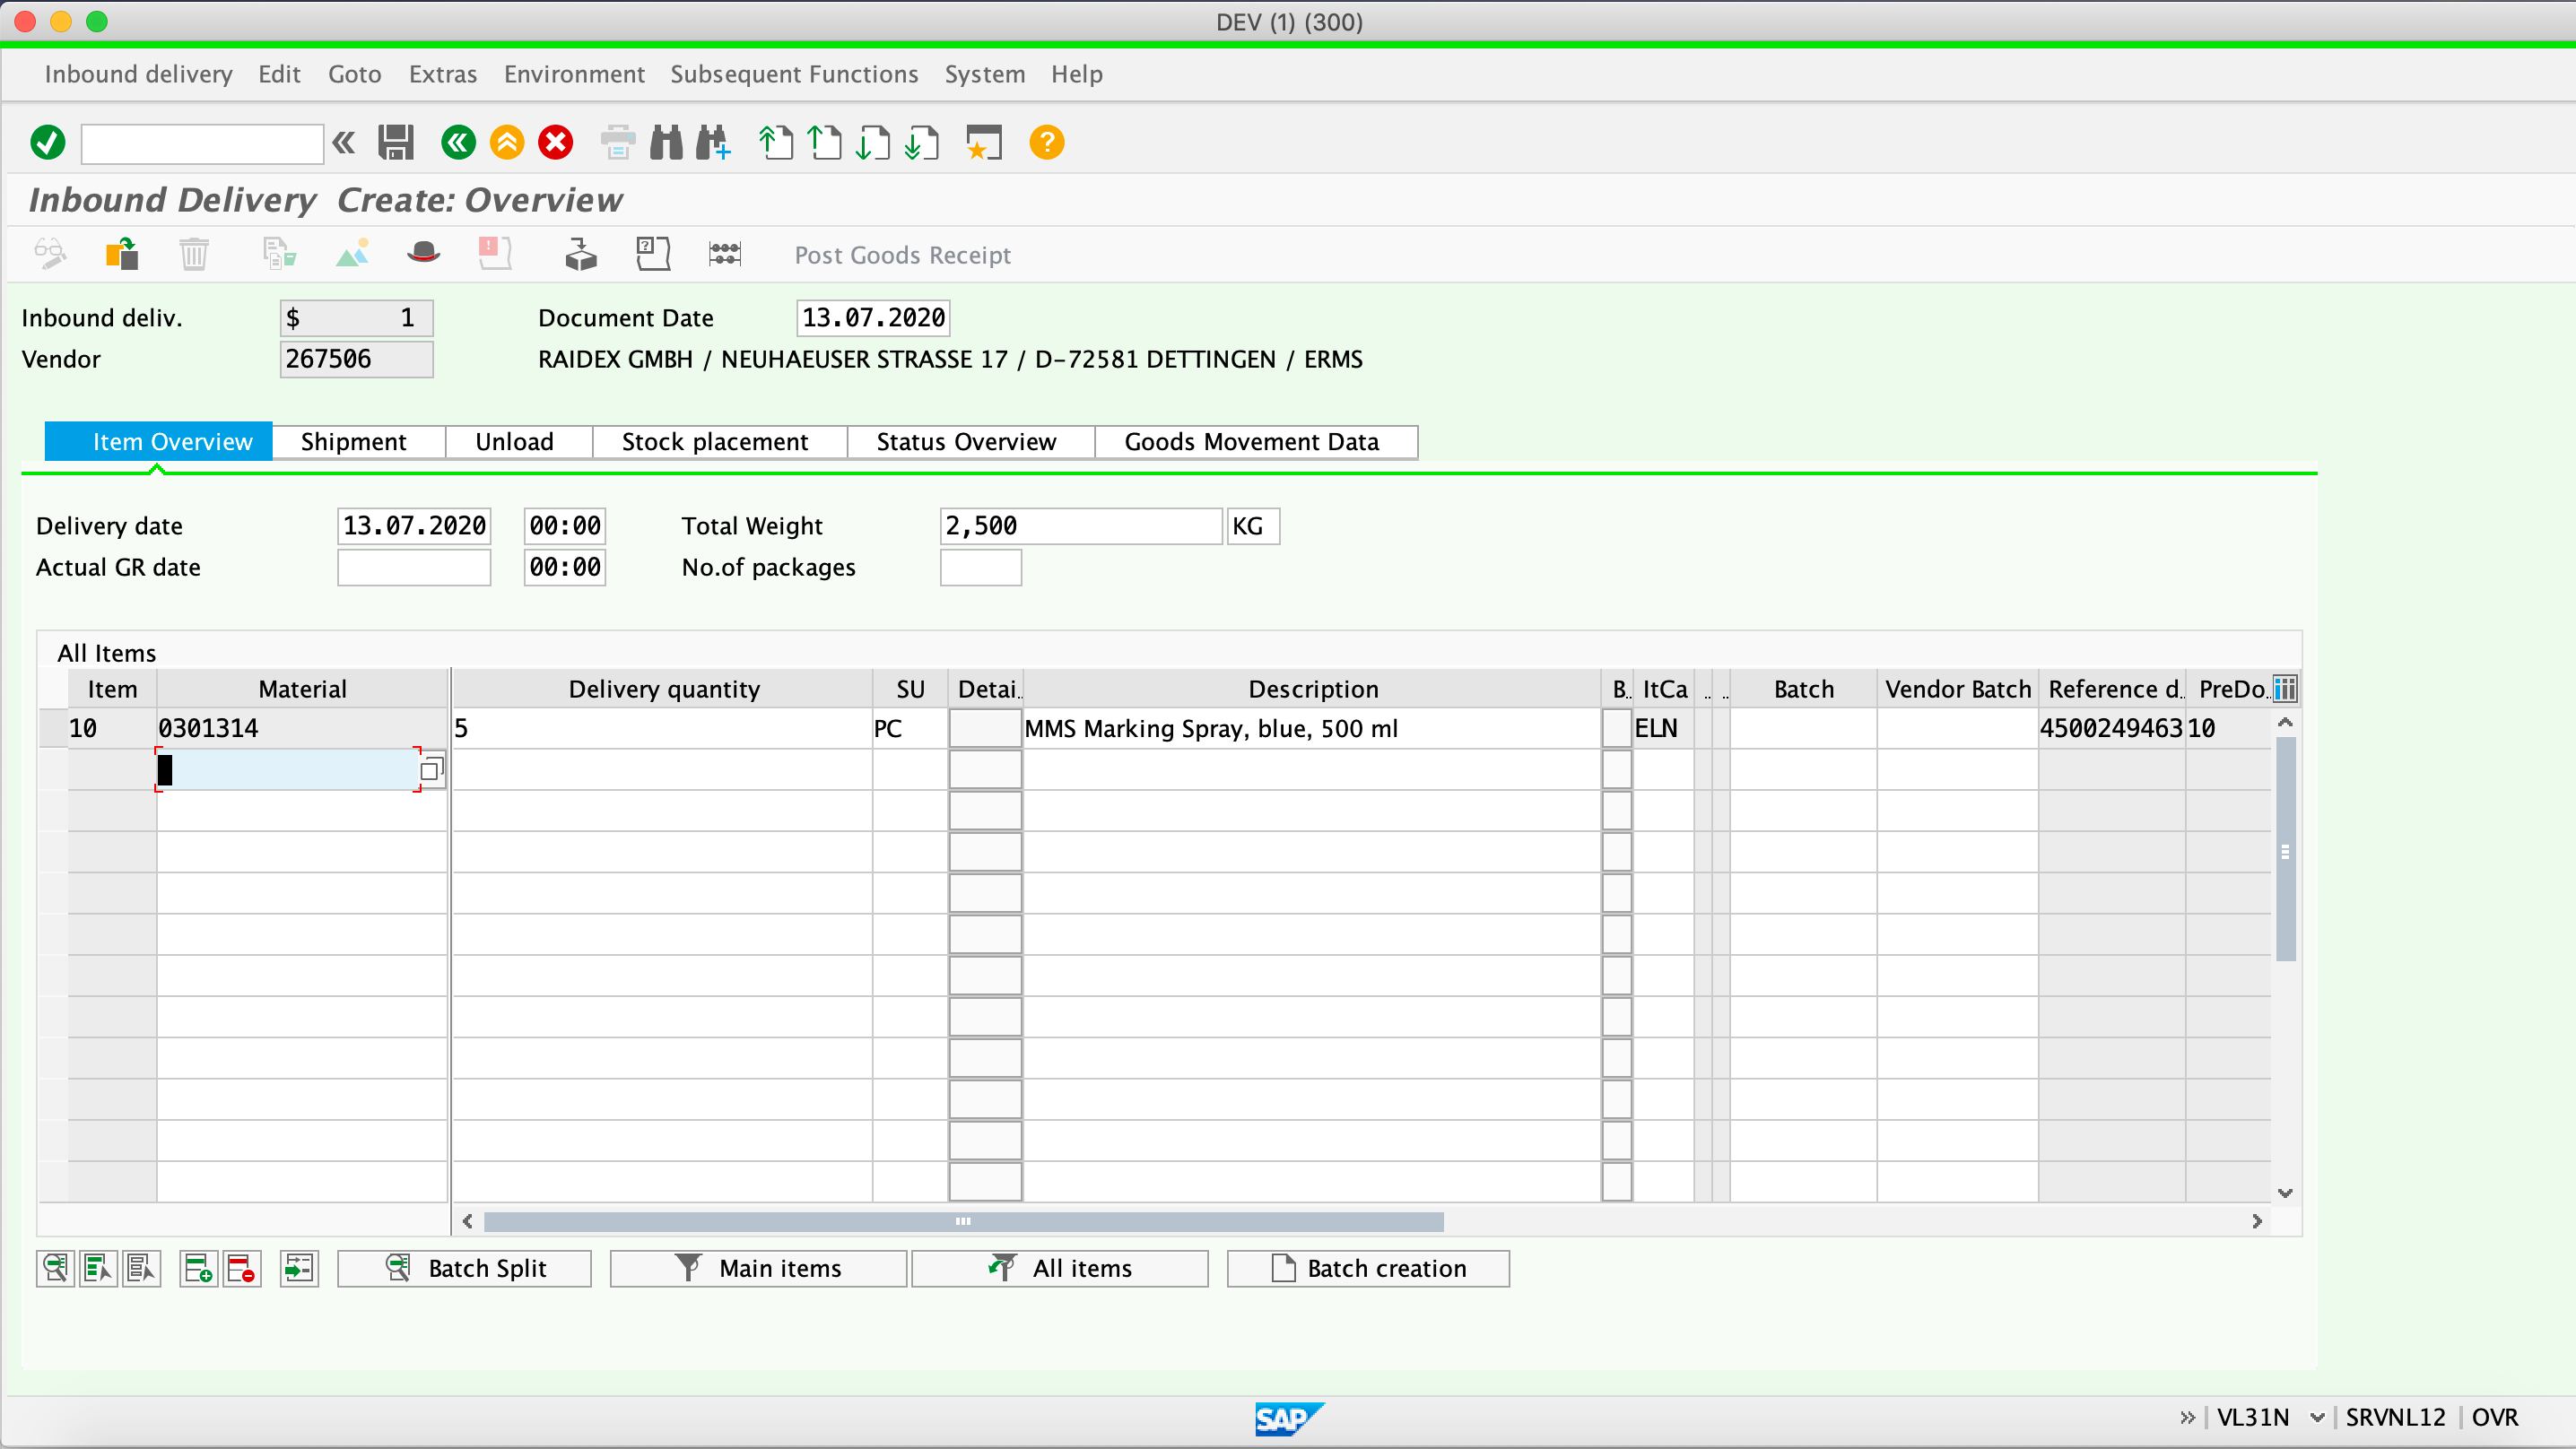 DEV (1) (300)
Inbound delivery Edit Goto Extras Environment Subsequent Functions System Help
Inbound Delivery Create: Overview
Post Goods Receipt
Inbound deliv. $ 1 Document Date 13.07.2020
Vendor 267506 RAIDEX GMBH / NEUHAEUSER STRASSE 17 / D-72581 DETTINGEN / ERMS
Item Overview Shipment Unload Stock placement Status Overview Goods Movement Data
Delivery date 13.07.2020 00:00 Total Weight 2,500 KG
Actual GR date 00:00 No.of packages
All Items
Item Material Delivery quantity SU Detai.. Description B.. ItCa .. .. Batch Vendor Batch Reference d.. PreDo..
10 0301314 5 PC MMS Marking Spray, blue, 500 ml ELN 4500249463 10
Batch Split Main items All items Batch creation
SAP VL31N SRVNL12 OVR